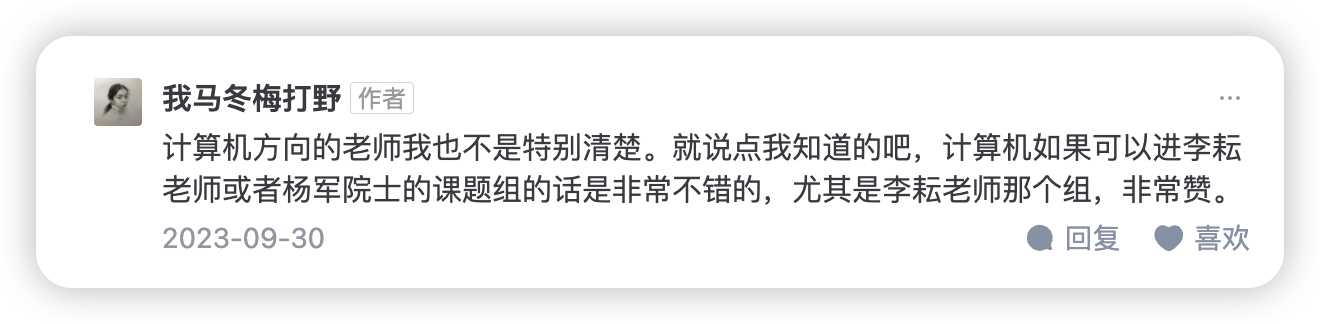 我马冬梅打野 作者
计算机方向的老师我也不是特别清楚。就说点我知道的吧，计算机如果可以进李耘
老师或者杨军院士的课题组的话是非常不错的，尤其是李耘老师那个组，非常赞。
2023-09-30 回复 喜欢